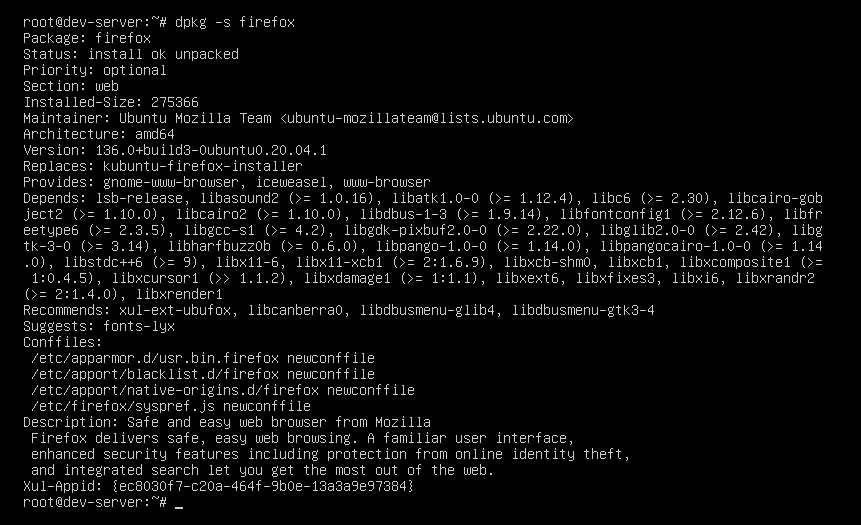 root@dev-server:~# dpkg -s firefox
Package: firefox
Status: install ok unpacked
Priority: optional
Section: web
Installed-Size: 275366
Maintainer: Ubuntu Mozilla Team <ubuntu-mozillateam@lists.ubuntu.com>
Architecture: amd64
Version: 136.0+build3-0ubuntu0.20.04.1
Replaces: kubuntu-firefox-installer
Provides: gnome-www-browser, iceweasel, www-browser
Depends: lsb-release, libasound2 (>= 1.0.16), libatk1.0-0 (>= 1.12.4), libc6 (>= 2.30), libcairo-gob
ject2 (>= 1.10.0), libcairo2 (>= 1.10.0), libdbus-1-3 (>= 1.9.14), libfontconfig1 (>= 2.12.6), libfr
eetype6 (>= 2.3.5), libgcc-s1 (>= 4.2), libgdk-pixbuf2.0-0 (>= 2.22.0), libglib2.0-0 (>= 2.42), libg
tk-3-0 (>= 3.14), libharfbuzz0b (>= 0.6.0), libpango-1.0-0 (>= 1.14.0), libpangocairo-1.0-0 (>= 1.14
.0), libstdc++6 (>= 9), libx11-6, libx11-xcb1 (>= 2:1.6.9), libxcb-shm0, libxcb1, libxcomposite1 (>=
 1:0.4.5), libxcursor1 (>> 1.1.2), libxdamage1 (>= 1:1.1), libxext6, libxfixes3, libxi6, libxrandr2
(>= 2:1.4.0), libxrender1
Recommends: xul-ext-ubufox, libcanberra0, libdbusmenu-glib4, libdbusmenu-gtk3-4
Suggests: fonts-lyx
Conffiles:
 /etc/apparmor.d/usr.bin.firefox newconffile
 /etc/apport/blacklist.d/firefox newconffile
 /etc/apport/native-origins.d/firefox newconffile
 /etc/firefox/syspref.js newconffile
Description: Safe and easy web browser from Mozilla
 Firefox delivers safe, easy web browsing. A familiar user interface,
 enhanced security features including protection from online identity theft,
 and integrated search let you get the most out of the web.
Xul-Appid: {ec8030f7-c20a-464f-9b0e-13a3a9e97384}
root@dev-server:~# _